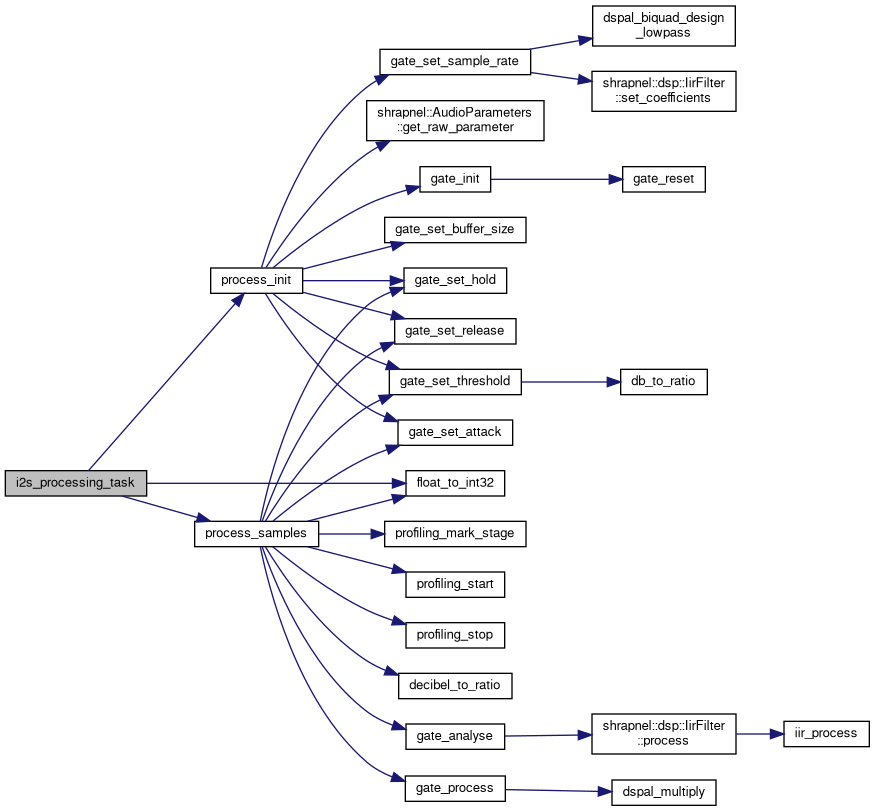 dspal_biquad_design
_lowpass
gate_set_sample_rate
shrapnel::dsp::IirFilter
::set_coefficients
shrapnel::AudioParameters
::get_raw_parameter
gate_init
gate_reset
gate_set_buffer_size
process_init
gate_set_hold
gate_set_release
gate_set_threshold
db_to_ratio
gate_set_attack
i2s_processing_task
float_to_int32
process_samples
profiling_mark_stage
profiling_start
profiling_stop
decibel_to_ratio
gate_analyse
shrapnel::dsp::IirFilter
::process
iir_process
gate_process
dspal_multiply